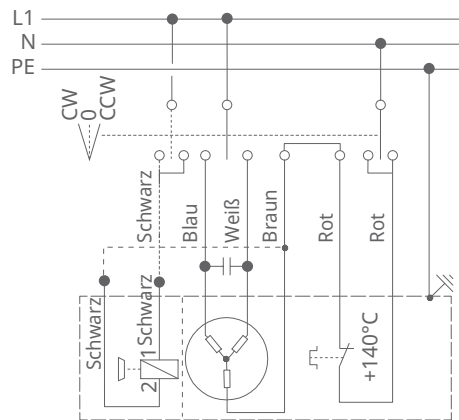 L1
N
PE
CW
0
CCW
Schwarz
Blau
Weiß
Braun
Rot
Rot
Schwarz
1
Schwarz
2
+140°C